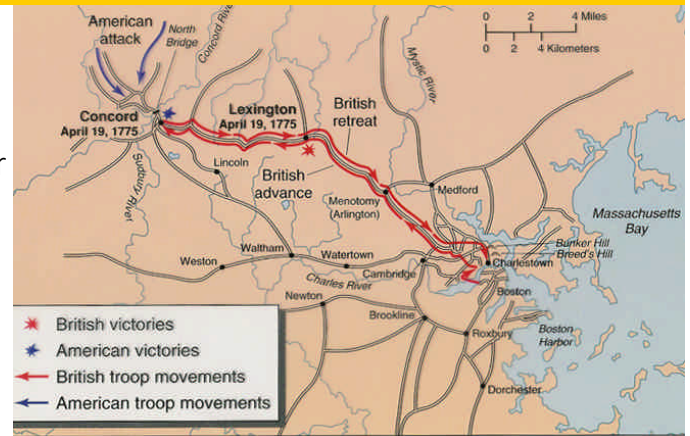 American
attack
North
Bridge
Concord River
Concord
April 19, 1775
Lexington
April 19, 1775
British
retreat
Mystic River
0 2 4 Miles
0 2 4 Kilometers
Sudbury River
Lincoln
British
advance
Menotomy
(Arlington)
Medford
Massachusetts
Bay
Bunker Hill
Breed's Hill
Charlestown
Weston
Waltham
Watertown
Cambridge
Charles River
Boston
Newton
Brookline
Roxbury
Boston
Harbor
Dorchester
British victories
American victories
British troop movements
American troop movements